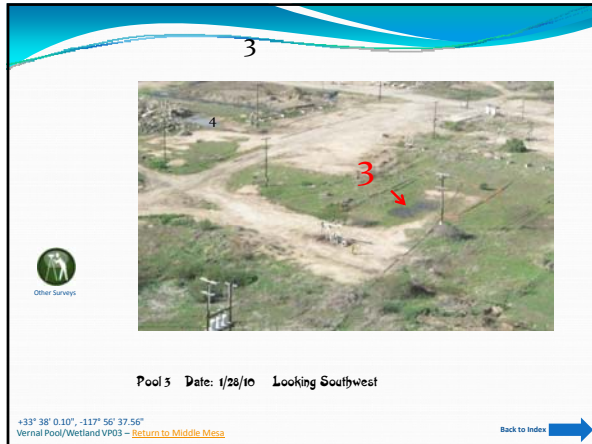 3
4
3
Other Surveys
Pool 3 Date: 1/28/10 Looking Southwest
+33° 38' 0.10", -117° 56' 37.56"
Vernal Pool/Wetland VP03 – Return to Middle Mesa
Back to Index